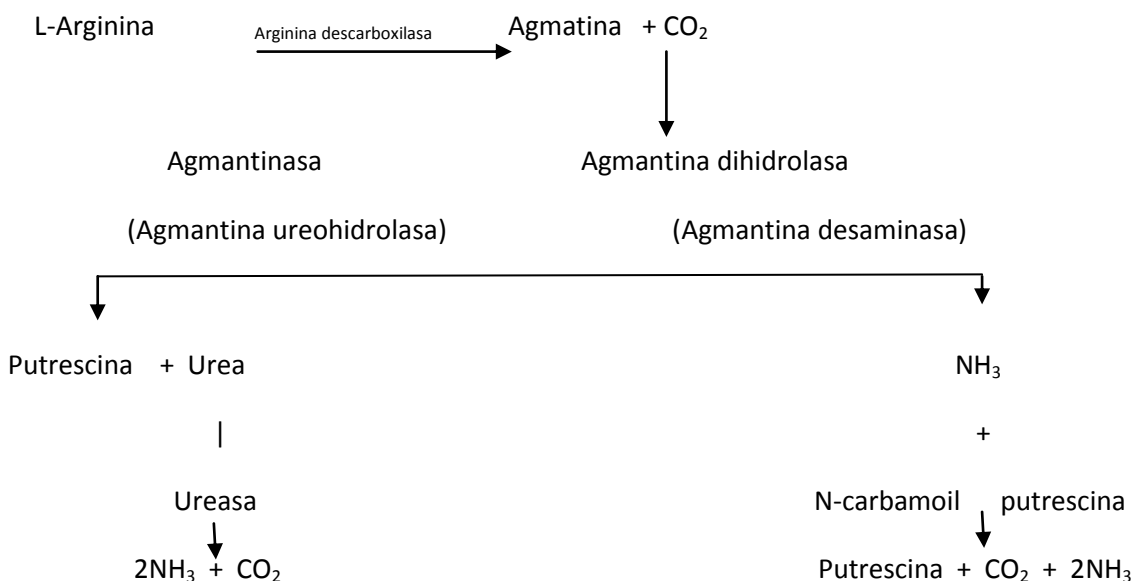 L-Arginina Arginina descarboxilasa Agmatina + CO₂
Agmantinasa Agmantina dihidrolasa
(Agmantina ureohidrolasa) (Agmantina desaminasa)
Putrescina + Urea NH₃
| +
Ureasa N-carbamoil putrescina
2NH₃ + CO₂ Putrescina + CO₂ + 2NH₃